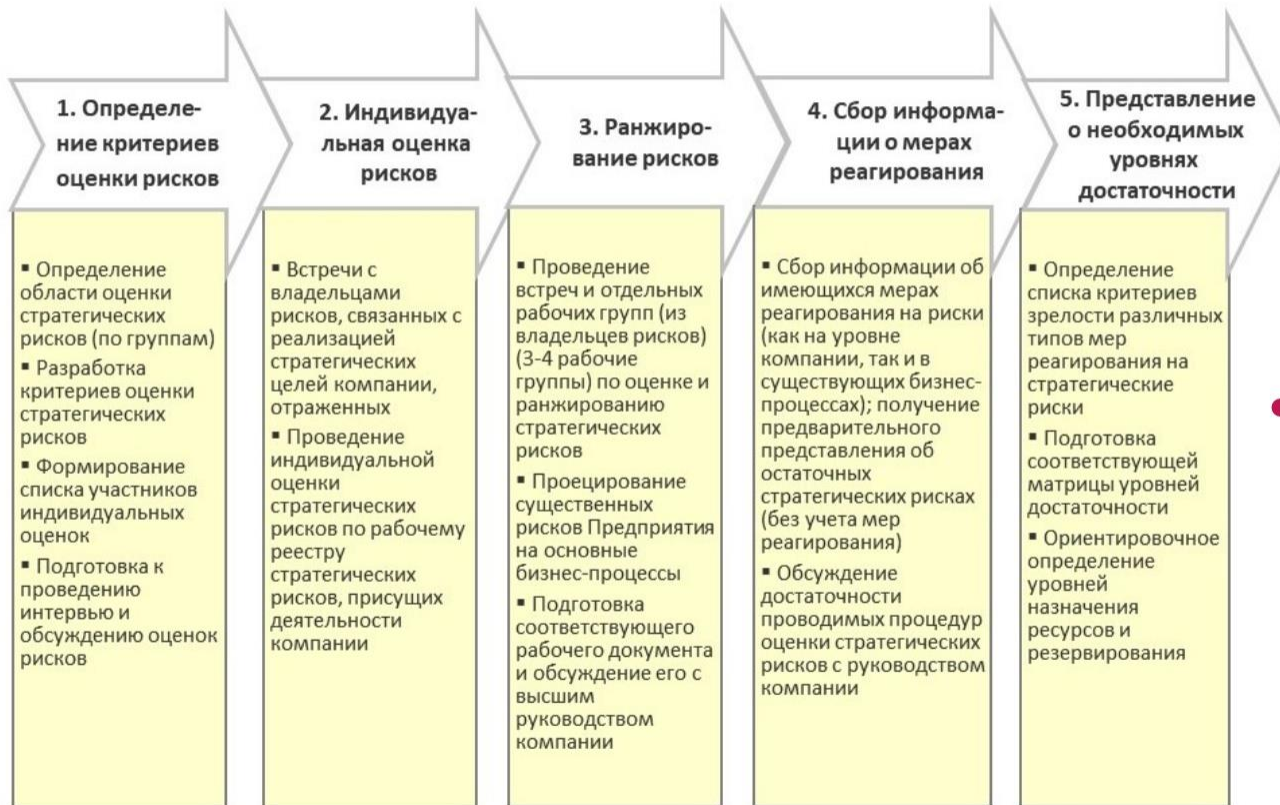 1. Определе-
ние критериев
оценки рисков
▪ Определение
области оценки
стратегических
рисков (по группам)
▪ Разработка
критериев оценки
стратегических
рисков
▪ Формирование
списка участников
индивидуальных
оценок
▪ Подготовка к
проведению
интервью и
обсуждению оценок
рисков
2. Индивидуа-
льная оценка
рисков
▪ Встречи с
владельцами
рисков, связанных с
реализацией
стратегических
целей компании,
отраженных
▪ Проведение
индивидуальной
оценки
стратегических
рисков по рабочему
реестру
стратегических
рисков, присущих
деятельности
компании
3. Ранжиро-
вание рисков
▪ Проведение
встреч и отдельных
рабочих групп (из
владельцев рисков)
(3-4 рабочие
группы) по оценке и
ранжированию
стратегических
рисков
▪ Проецирование
существенных
рисков Предприятия
на основные
бизнес-процессы
▪ Подготовка
соответствующего
рабочего документа
и обсуждение его с
высшим
руководством
компании
4. Сбор информа-
ции о мерах
реагирования
▪ Сбор информации об
имеющихся мерах
реагирования на риски
(как на уровне
компании, так и в
существующих бизнес-
процессах); получение
предварительного
представления об
остаточных
стратегических рисках
(без учета мер
реагирования)
▪ Обсуждение
достаточности
проводимых процедур
оценки стратегических
рисков с руководством
компании
5. Представление
о необходимых
уровнях
достаточности
▪ Определение
списка критериев
зрелости различных
типов мер
реагирования на
стратегические
риски
▪ Подготовка
соответствующей
матрицы уровней
достаточности
▪ Ориентировочное
определение
уровней
назначения
ресурсов и
резервирования